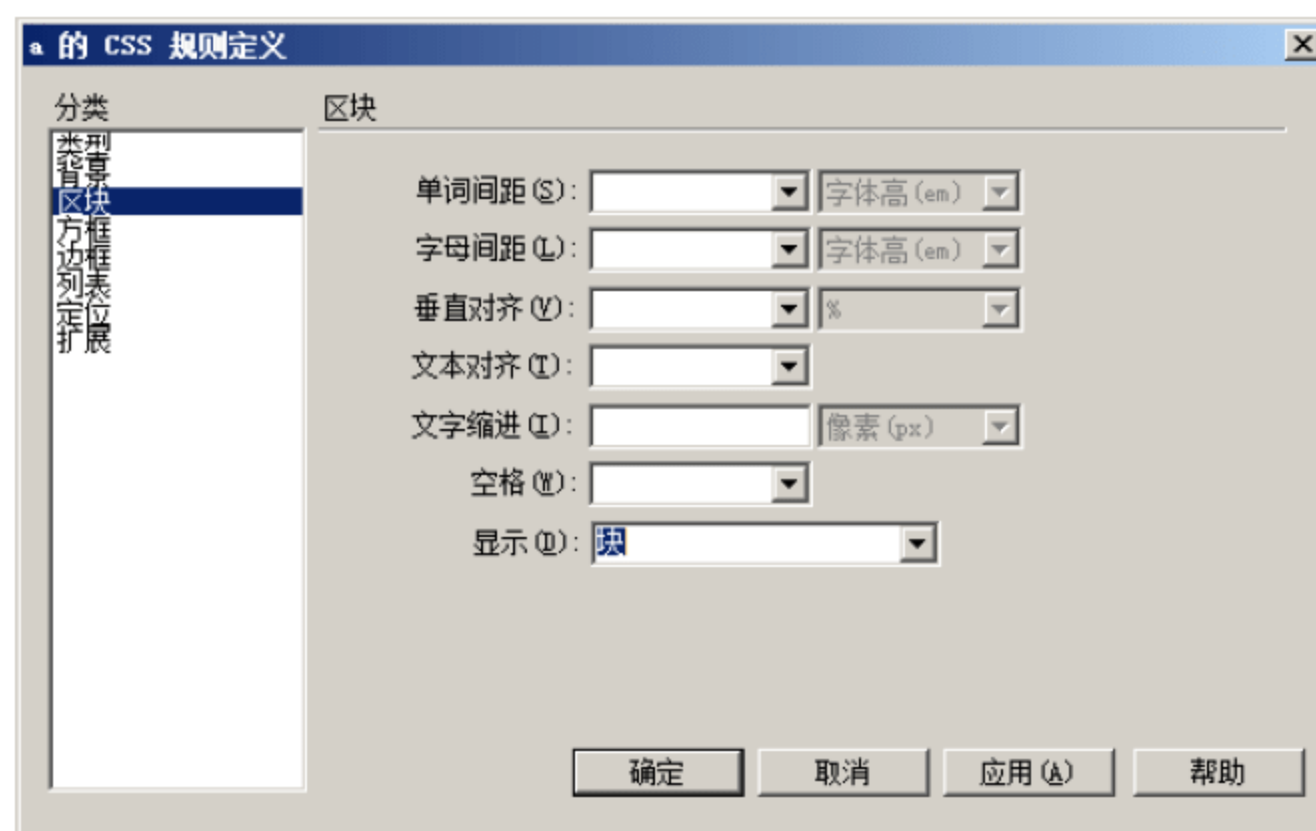 a 的 CSS 规则定义
分类
类型
背景
区块
方框
边框
列表
定位
扩展
区块
单词间距(S): 字体高(em)
字母间距(L): 字体高(em)
垂直对齐(V): %
文本对齐(T):
文字缩进(I): 像素(px)
空格(W):
显示(D): 块
确定 取消 应用(A) 帮助